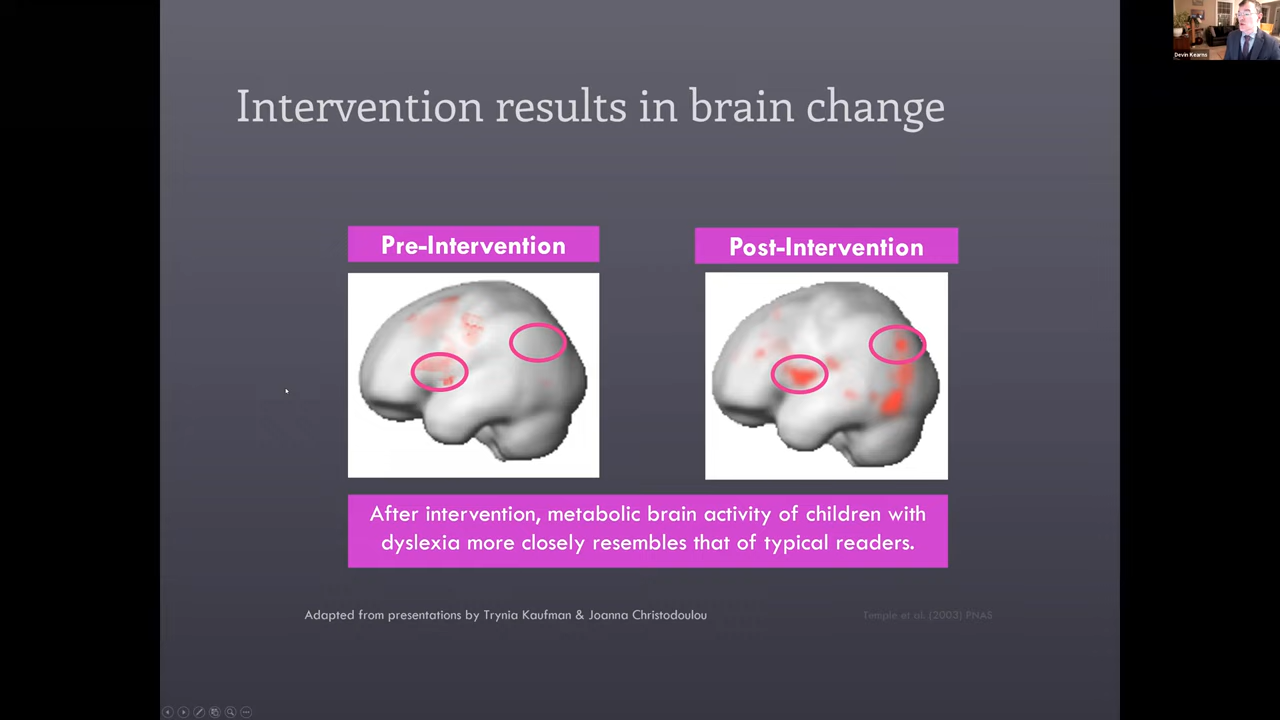 Devin Kearns
Intervention results in brain change
Pre-Intervention
Post-Intervention
After intervention, metabolic brain activity of children with
dyslexia more closely resembles that of typical readers.
Adapted from presentations by Trynia Kaufman & Joanna Christodoulou
Temple et al. (2003) PNAS